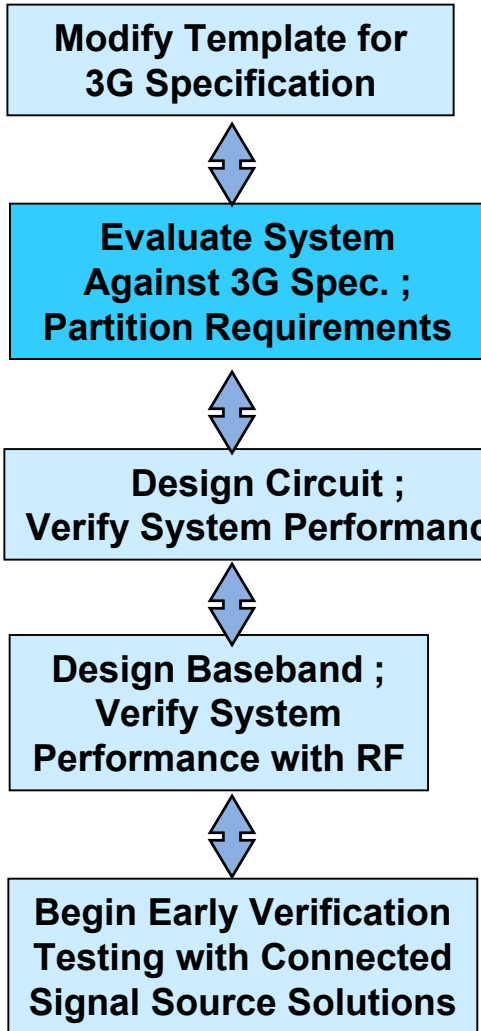 Modify Template for
3G Specification
Evaluate System
Against 3G Spec. ;
Partition Requirements
Design Circuit ;
Verify System Performanc
Design Baseband ;
Verify System
Performance with RF
Begin Early Verification
Testing with Connected
Signal Source Solutions